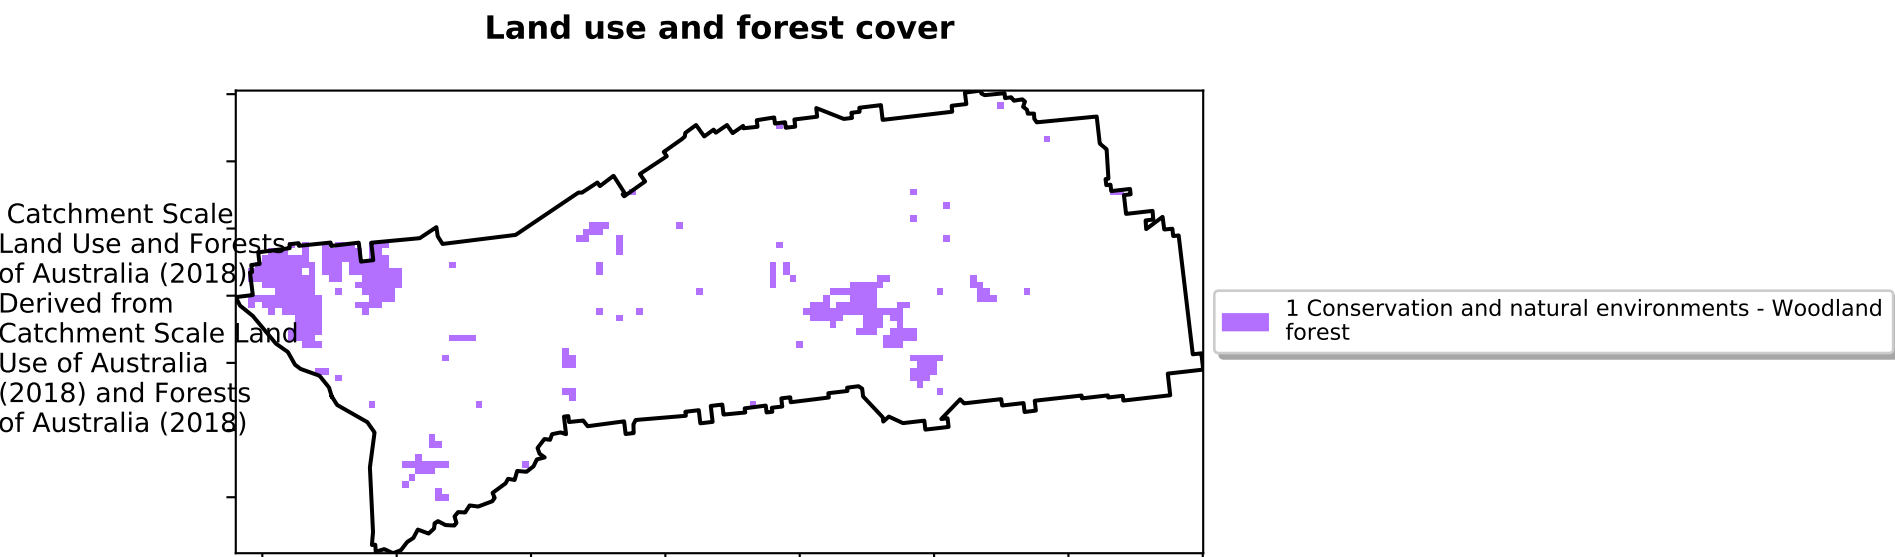 Land use and forest cover
Catchment Scale
Land Use and Forests
of Australia (2018)
Derived from
Catchment Scale Land
Use of Australia
(2018) and Forests
of Australia (2018)
1 Conservation and natural environments - Woodland
forest